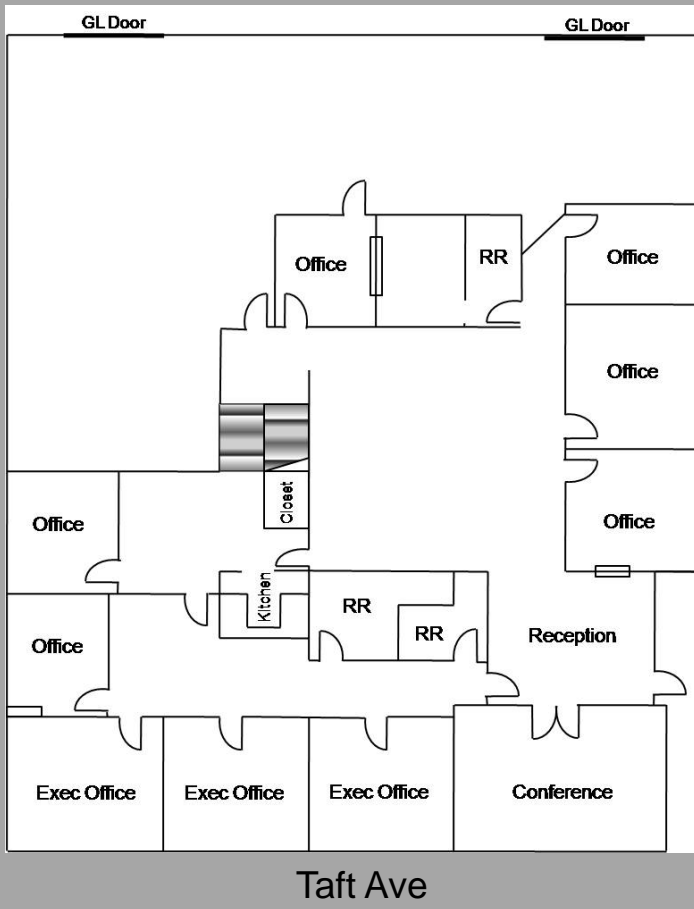 GL Door
GL Door
Office
RR
Office
Office
Closet
Office
Office
Kitchen
RR
RR
Office
Reception
Exec Office
Exec Office
Exec Office
Conference
Taft Ave